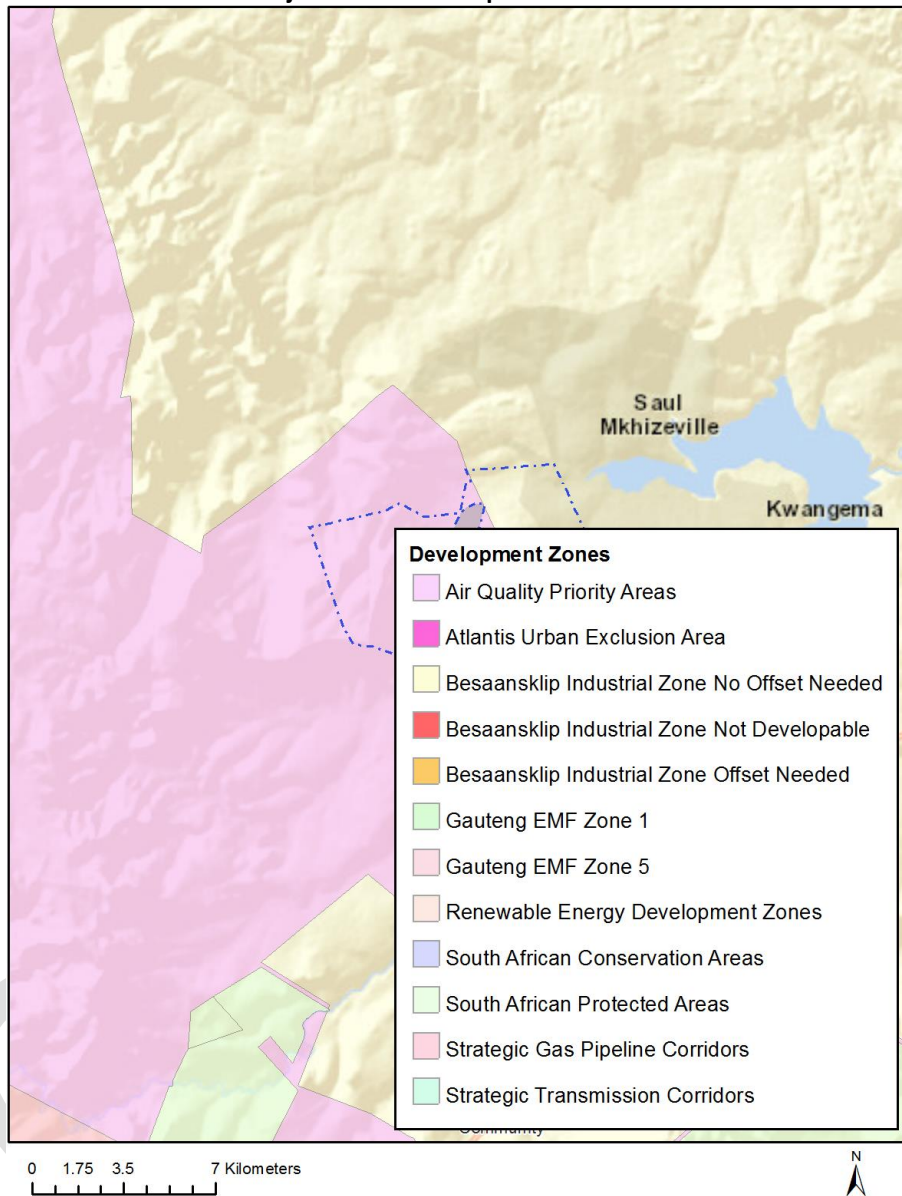 Saul
Mkhizeville
Kwangema
Development Zones
Air Quality Priority Areas
Atlantis Urban Exclusion Area
Besaansklip Industrial Zone No Offset Needed
Besaansklip Industrial Zone Not Developable
Besaansklip Industrial Zone Offset Needed
Gauteng EMF Zone 1
Gauteng EMF Zone 5
Renewable Energy Development Zones
South African Conservation Areas
South African Protected Areas
Strategic Gas Pipeline Corridors
Strategic Transmission Corridors
0 1.75 3.5 7 Kilometers
N